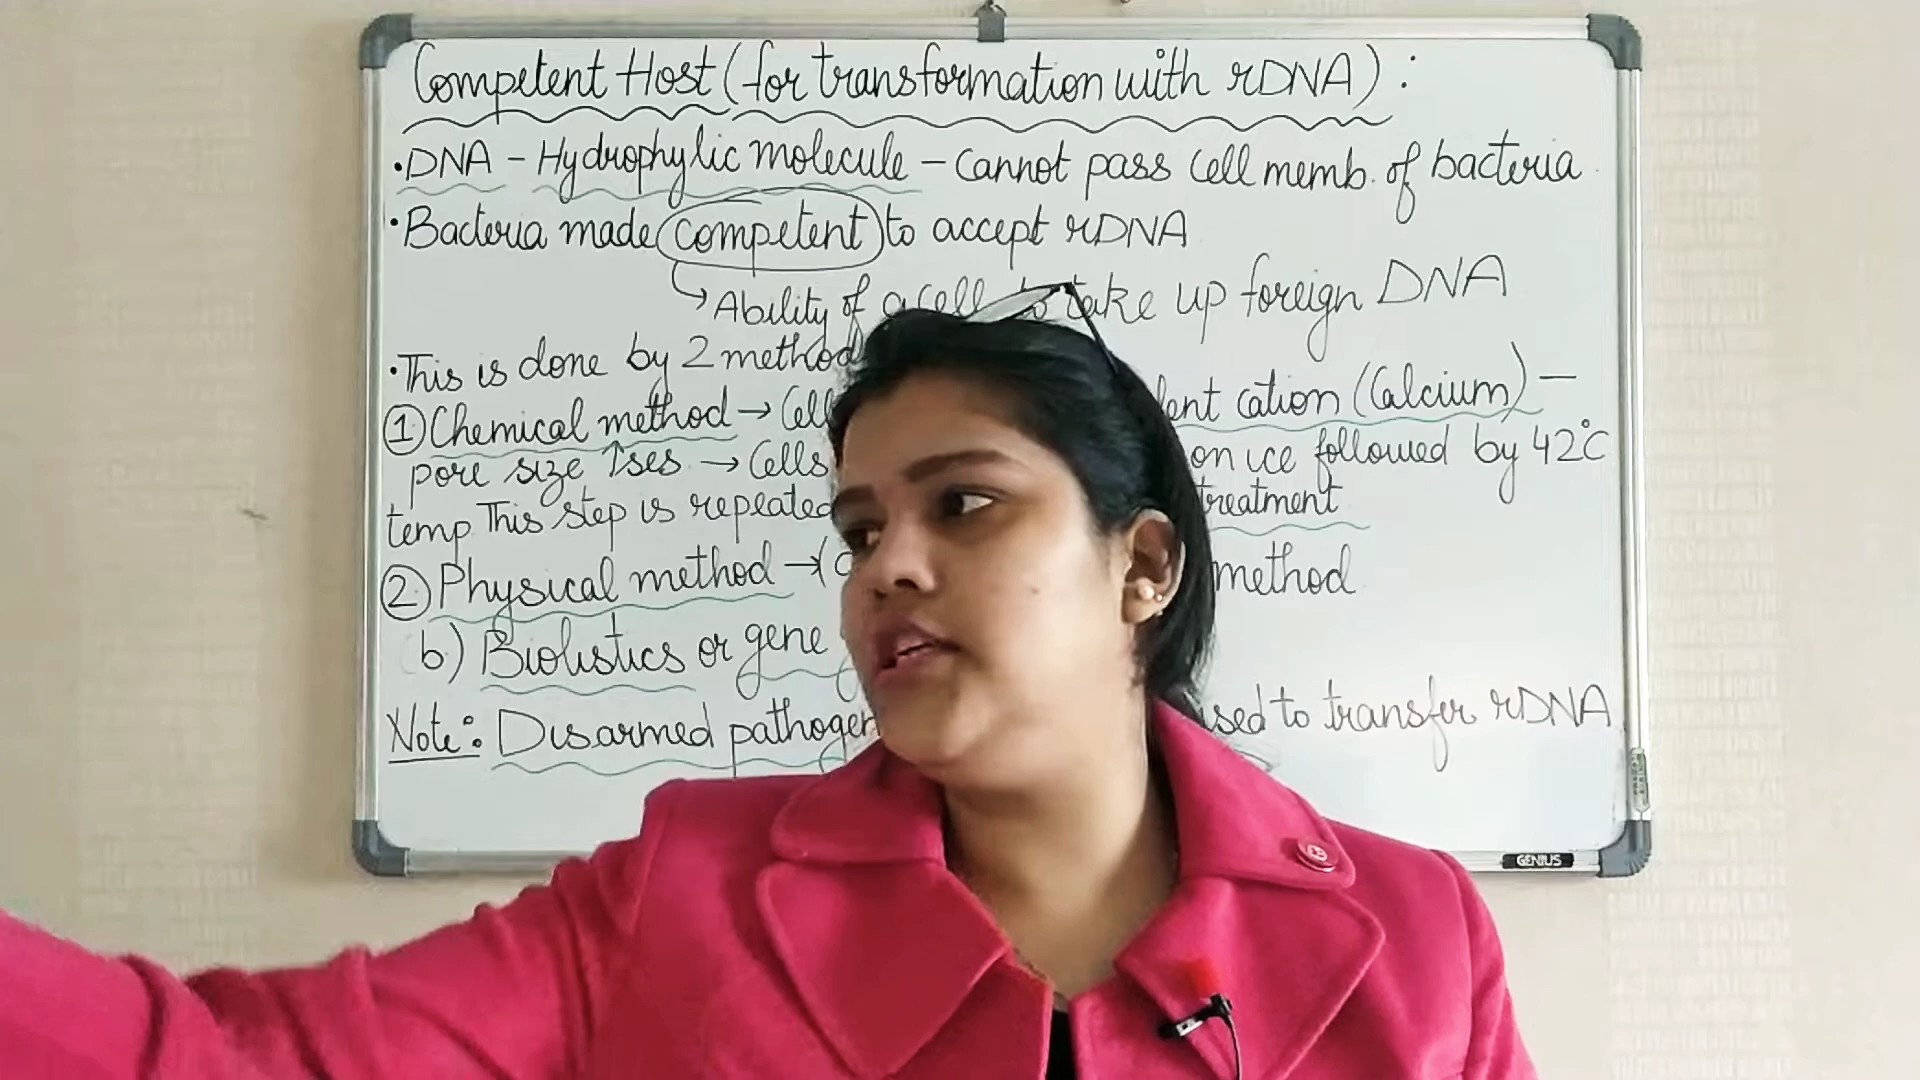 Competent Host (for transformation with rDNA) :
• DNA – Hydrophylic molecule – Cannot pass cell memb. of bacteria
• Bacteria made competent to accept rDNA
↳ Ability of a cell to take up foreign DNA
• This is done by 2 method
① Chemical method → Cell cation (Calcium) –
pore size ↑ses → Cells on ice followed by 42°C
temp This step is repeated treatment
② Physical method → method
b) Biolistics or gene
Note: Disarmed to transfer rDNA
GENIUS